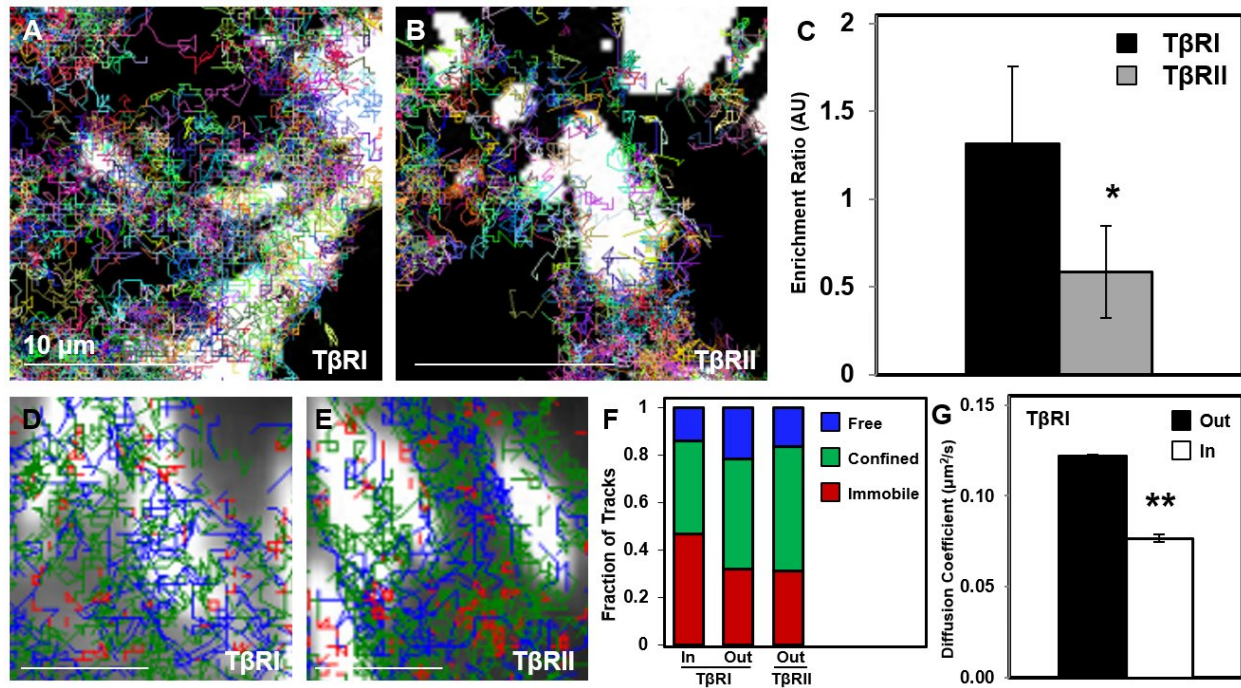 A
10 µm
TβRI
B
TβRII
C
Enrichment Ratio (AU)
2
1.5
1
0.5
0
TβRI
TβRII
*
D
TβRI
E
TβRII
F
Fraction of Tracks
1
0.8
0.6
0.4
0.2
0
Free
Confined
Immobile
In Out Out
TβRI TβRII
G
Diffusion Coefficient (µm²/s)
0.15
0.10
0.05
0.00
TβRI
Out
In
**